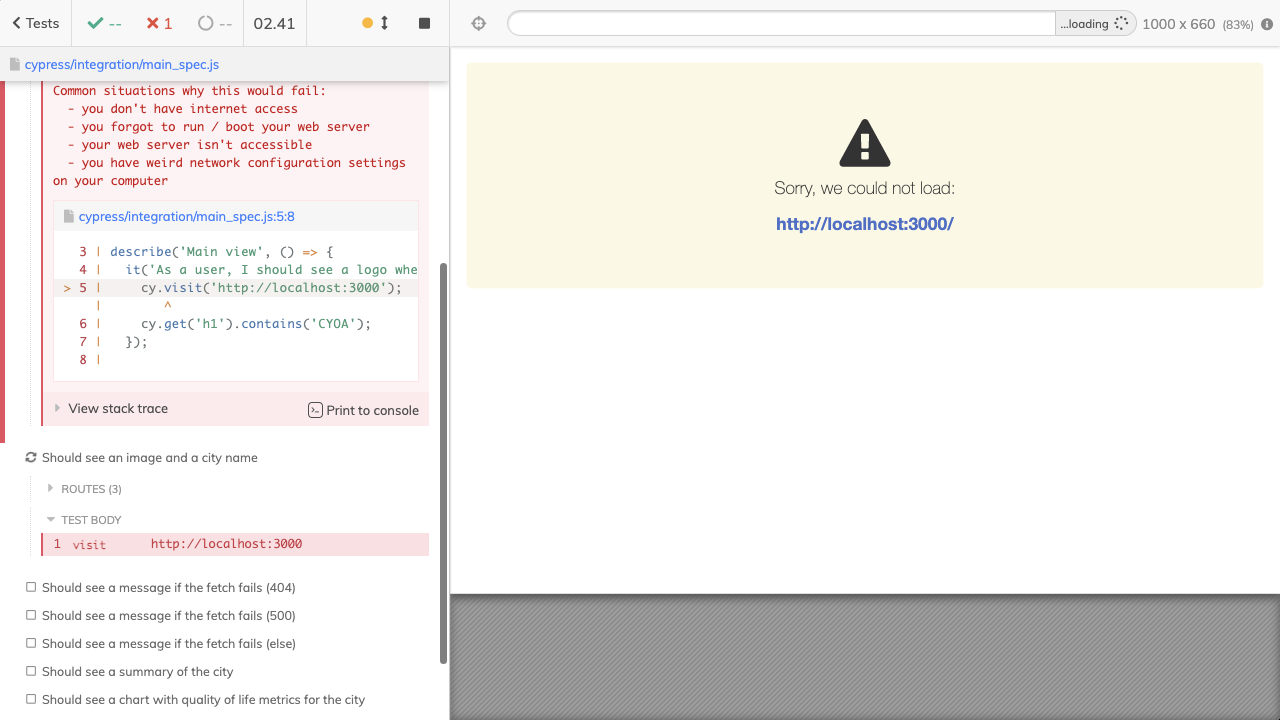 Tests
--
1
--
02.41
...loading
1000 x 660 (83%)
cypress/integration/main_spec.js
Common situations why this would fail:
- you don't have internet access
- you forgot to run / boot your web server
- your web server isn't accessible
- you have weird network configuration settings
on your computer
cypress/integration/main_spec.js:5:8
3 | describe('Main view', () => {
4 | it('As a user, I should see a logo whe
> 5 | cy.visit('http://localhost:3000');
| ^
6 | cy.get('h1').contains('CYOA');
7 | });
8 |
View stack trace
Print to console
Should see an image and a city name
ROUTES (3)
TEST BODY
1 visit http://localhost:3000
Should see a message if the fetch fails (404)
Should see a message if the fetch fails (500)
Should see a message if the fetch fails (else)
Should see a summary of the city
Should see a chart with quality of life metrics for the city
Sorry, we could not load:
http://localhost:3000/